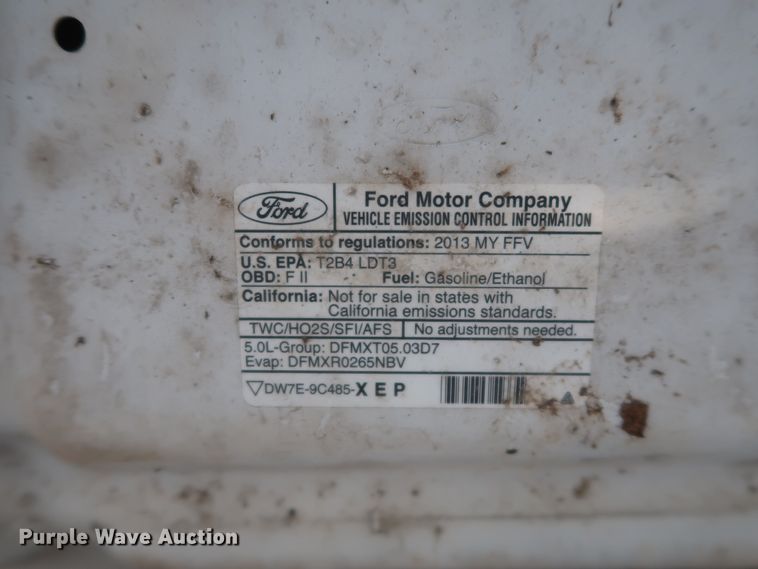 Ford
Ford
Ford Motor Company
VEHICLE EMISSION CONTROL INFORMATION
Conforms to regulations: 2013 MY FFV
U.S. EPA: T2B4 LDT3
OBD: F II Fuel: Gasoline/Ethanol
California: Not for sale in states with
California emissions standards.
TWC/HO2S/SFI/AFS No adjustments needed.
5.0L-Group: DFMXT05.03D7
Evap: DFMXR0265NBV
DW7E-9C485-XEP
Purple Wave Auction